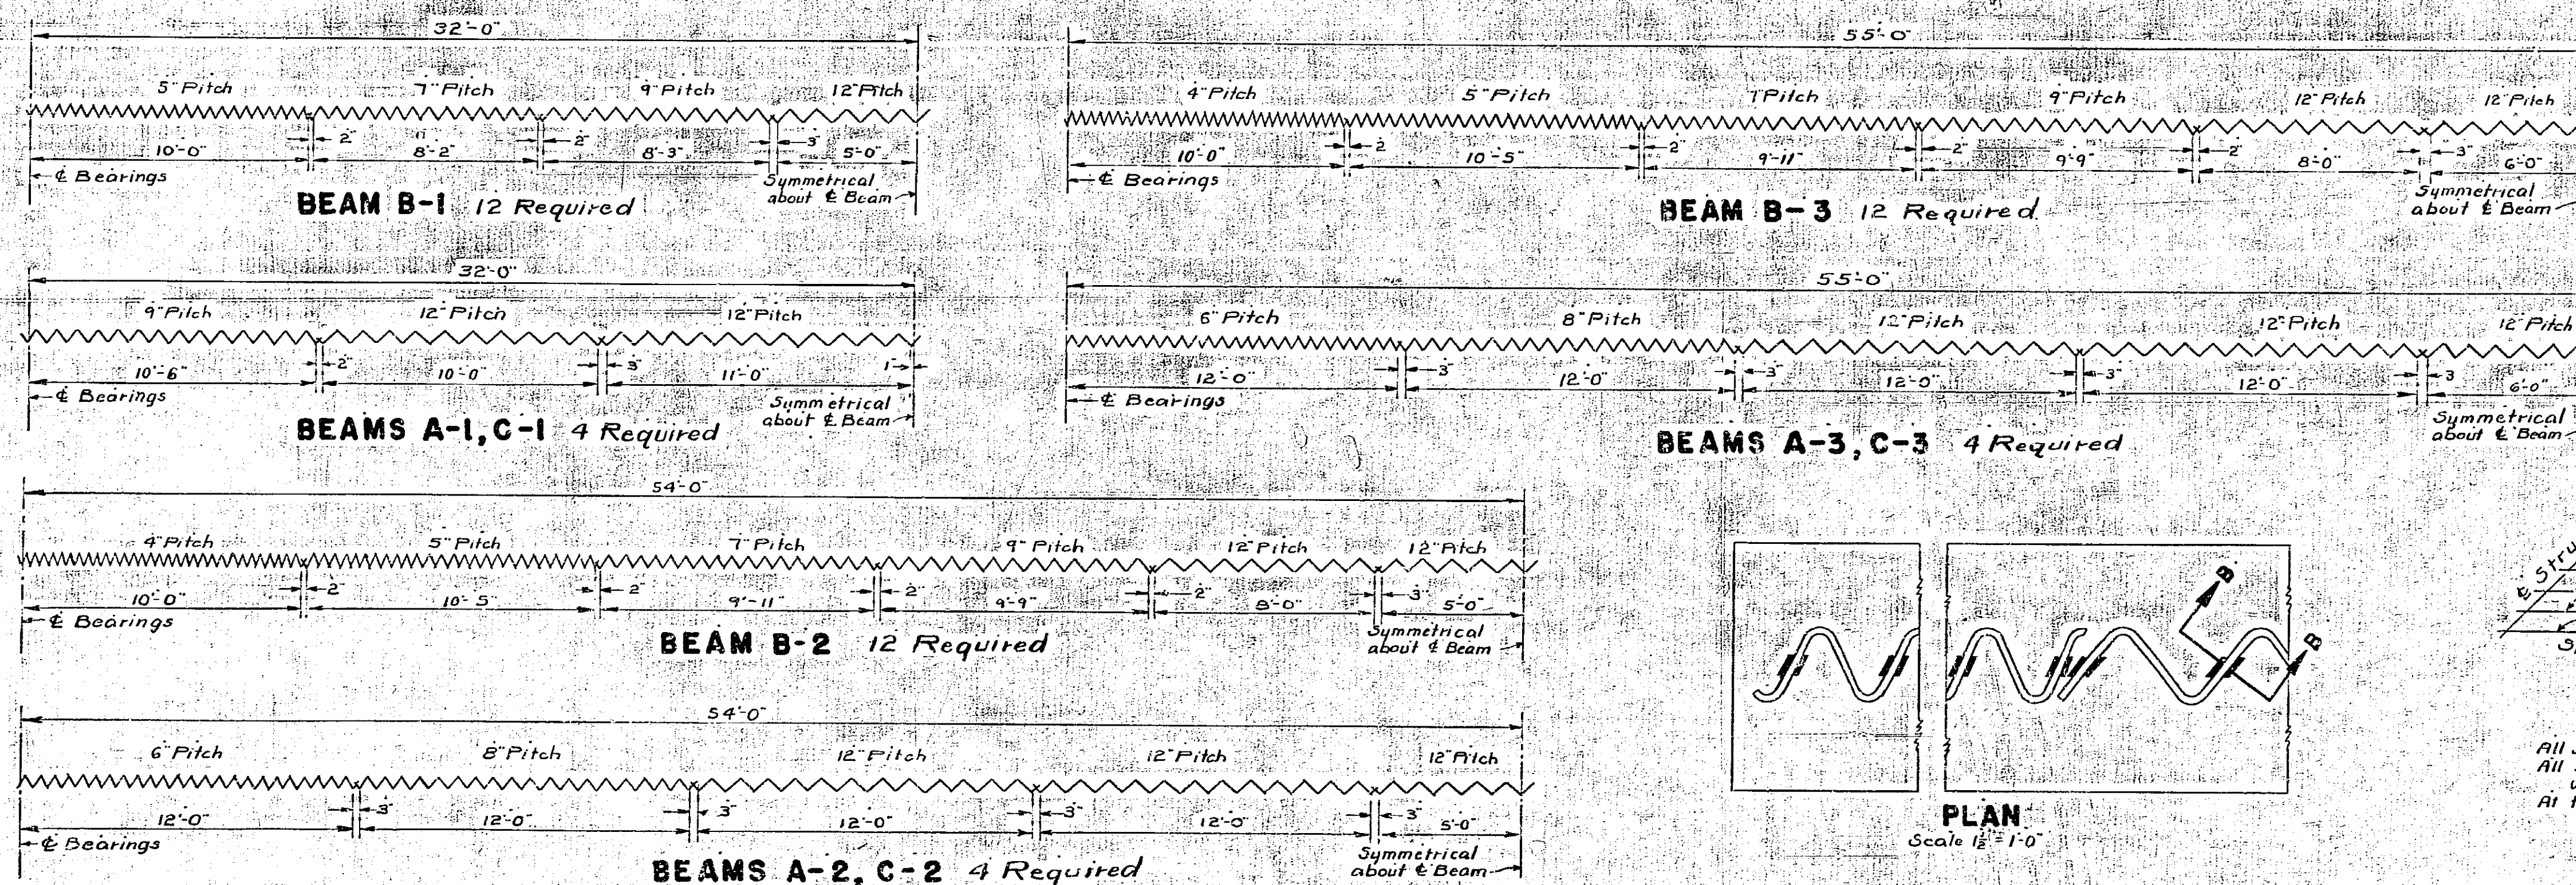 32'-0"
5" Pitch 7" Pitch 9" Pitch 12" Pitch
10'-0" 2" 8'-2" 2" 8'-3" 3" 5'-0"
℄ Bearings
Symmetrical
about ℄ Beam
BEAM B-1 12 Required
55'-0"
4" Pitch 5" Pitch 7 Pitch 9" Pitch 12" Pitch 12" Pitch
10'-0" 2 10'-5" 2" 9'-11" 2" 9'-9" 2" 8'-0" 3" 6'-0"
℄ Bearings
Symmetrical
about ℄ Beam
BEAM B-3 12 Required
32'-0"
9" Pitch 12" Pitch 12" Pitch
10'-6" 2" 10'-0" 3" 11'-0" 1"
℄ Bearings
Symmetrical
about ℄ Beam
BEAMS A-1, C-1 4 Required
55'-0"
6" Pitch 8" Pitch 12" Pitch 12" Pitch 12" Pitch
12'-0" 3" 12'-0" 3" 12'-0" 3" 12'-0" 3 6'-0"
℄ Bearings
Symmetrical
about ℄ Beam
BEAMS A-3, C-3 4 Required
54'-0"
4" Pitch 5" Pitch 7" Pitch 9" Pitch 12" Pitch 12" Pitch
10'-0" 2" 10'-5" 2" 9'-11" 2" 9'-9" 2" 8'-0" 3" 5'-0"
℄ Bearings
Symmetrical
about ℄ Beam
BEAM B-2 12 Required
54'-0"
6" Pitch 8" Pitch 12" Pitch 12" Pitch 12" Pitch
12'-0" 3" 12'-0" 3" 12'-0" 3" 12'-0" 3" 5'-0"
℄ Bearings
Symmetrical
about ℄ Beam
BEAMS A-2, C-2 4 Required
B
B
PLAN
Scale 1½" = 1'-0"
℄ Stru
All
All
At